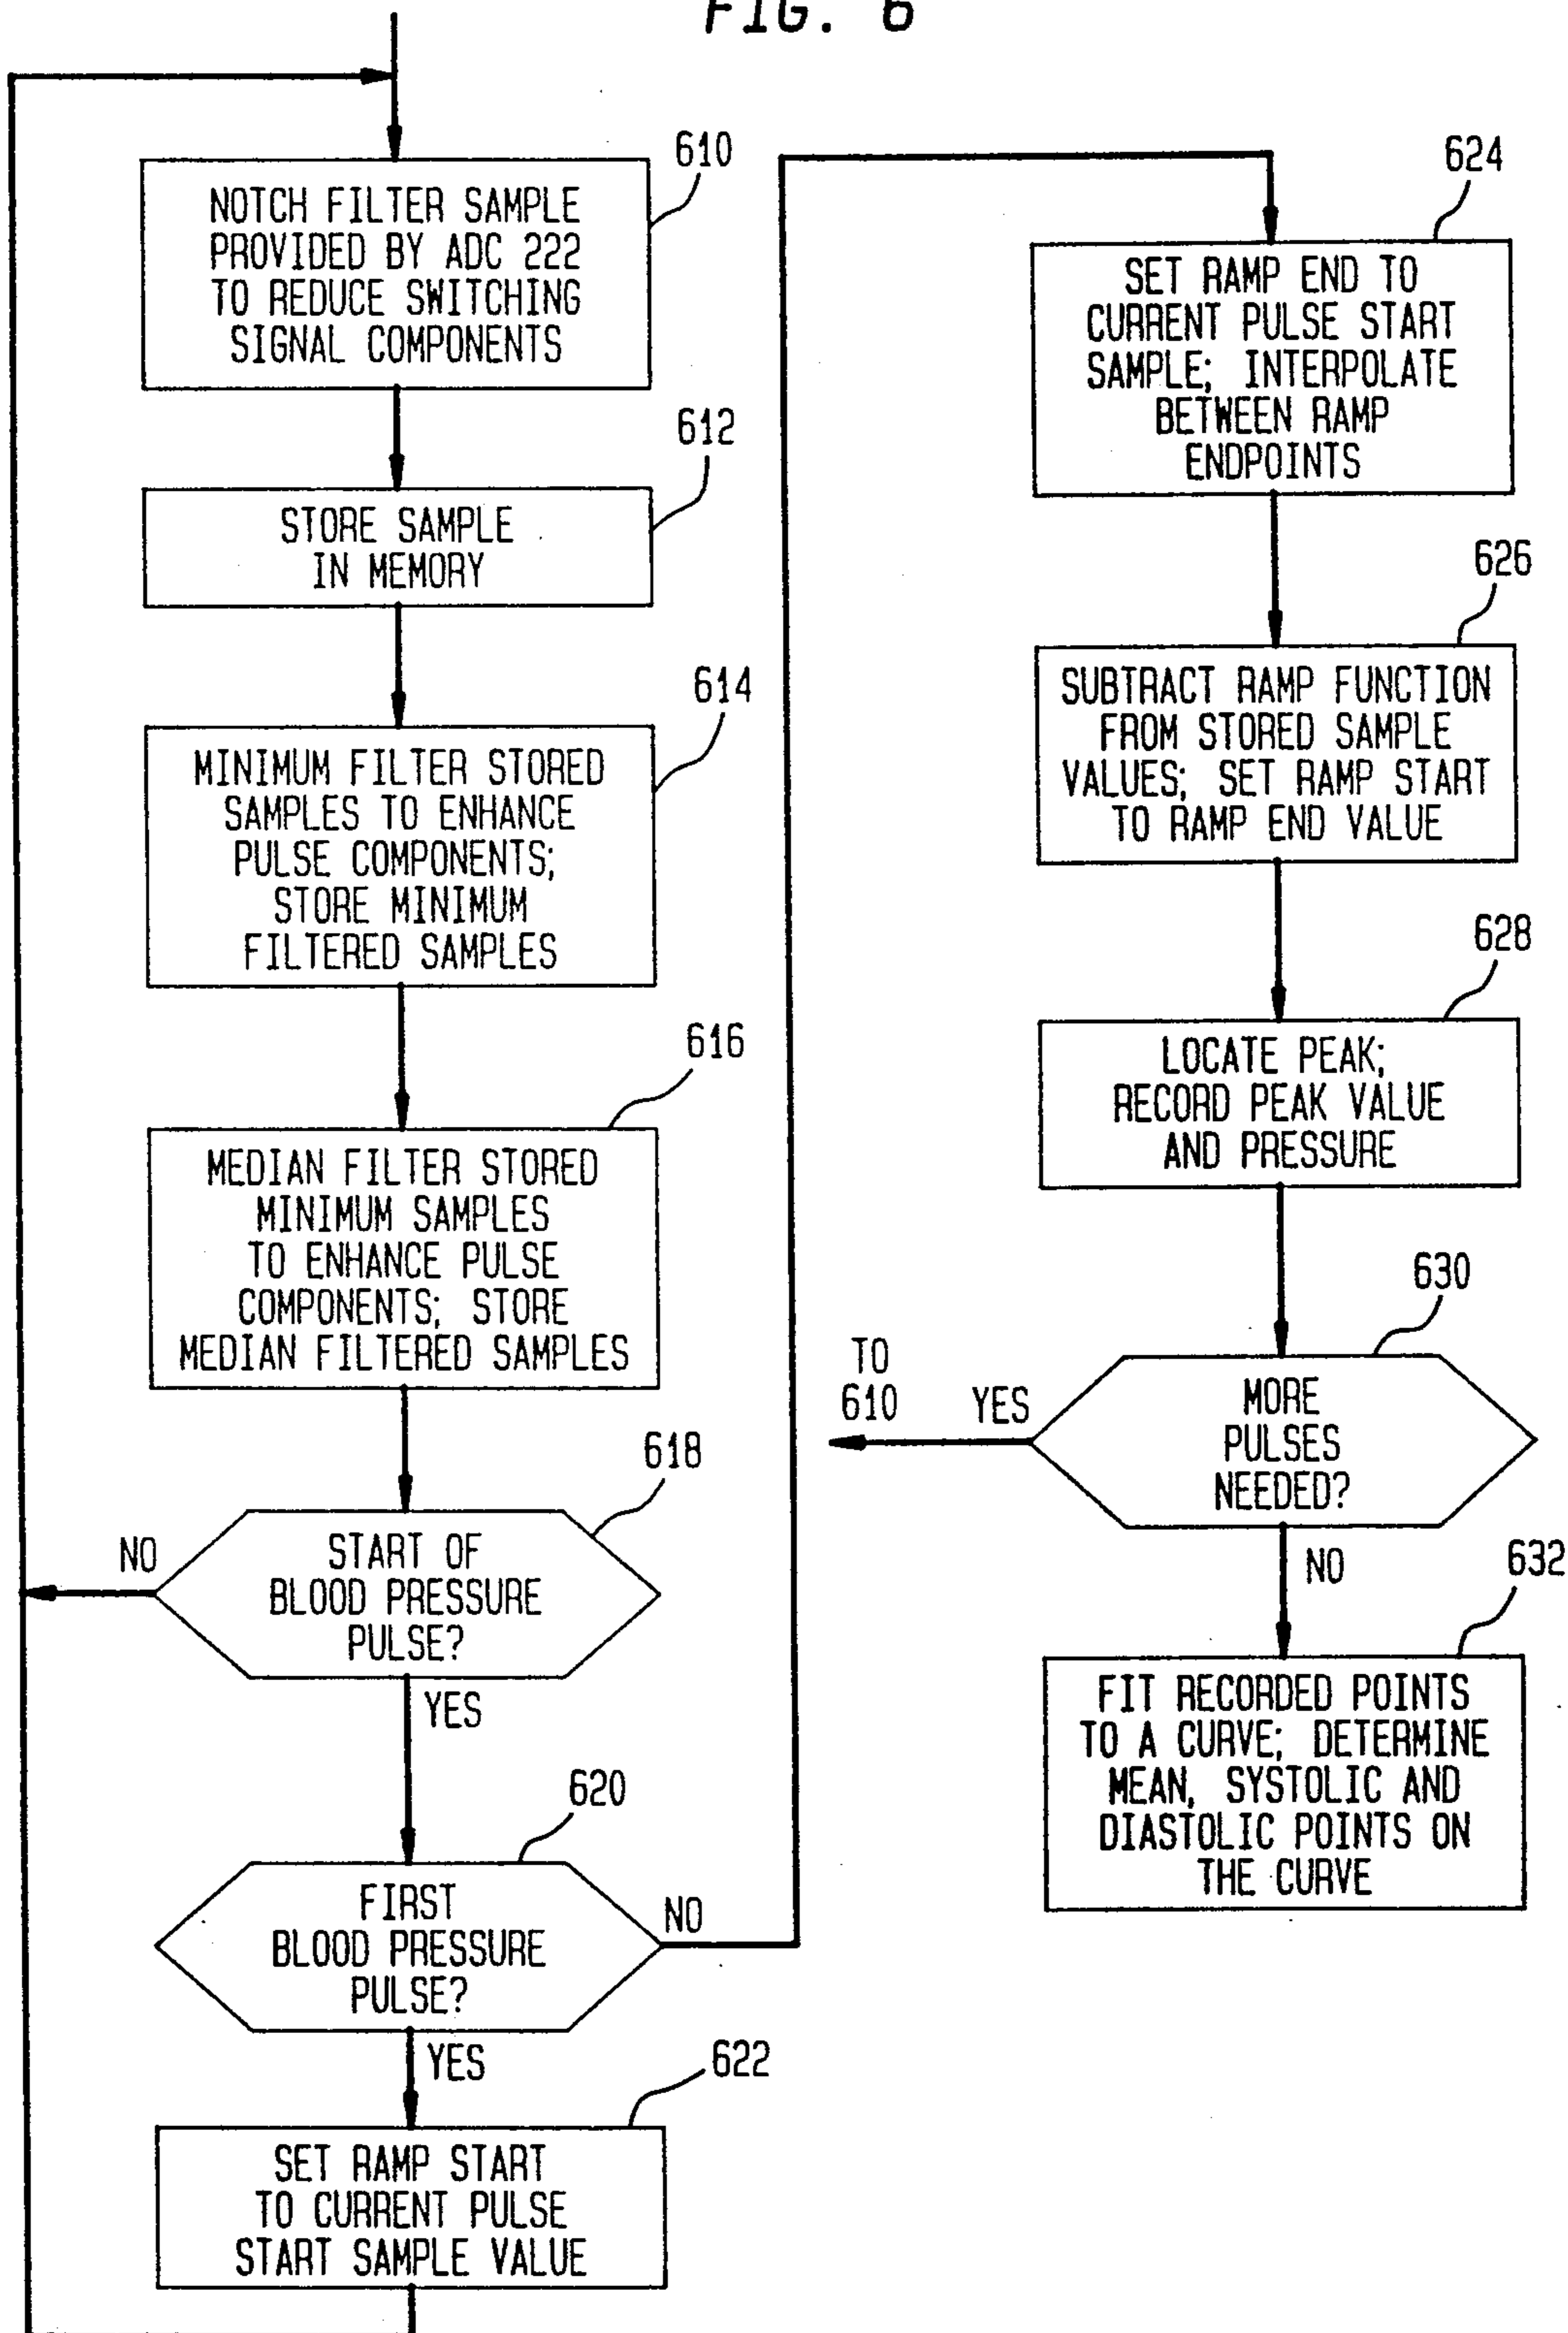 FIG. 6
610
NOTCH FILTER SAMPLE
PROVIDED BY ADC 222
TO REDUCE SWITCHING
SIGNAL COMPONENTS
612
STORE SAMPLE
IN MEMORY
614
MINIMUM FILTER STORED
SAMPLES TO ENHANCE
PULSE COMPONENTS;
STORE MINIMUM
FILTERED SAMPLES
616
MEDIAN FILTER STORED
MINIMUM SAMPLES
TO ENHANCE PULSE
COMPONENTS; STORE
MEDIAN FILTERED SAMPLES
618
START OF
BLOOD PRESSURE
PULSE?
NO
YES
620
FIRST
BLOOD PRESSURE
PULSE?
NO
YES
622
SET RAMP START
TO CURRENT PULSE
START SAMPLE VALUE
624
SET RAMP END TO
CURRENT PULSE START
SAMPLE; INTERPOLATE
BETWEEN RAMP
ENDPOINTS
626
SUBTRACT RAMP FUNCTION
FROM STORED SAMPLE
VALUES; SET RAMP START
TO RAMP END VALUE
628
LOCATE PEAK;
RECORD PEAK VALUE
AND PRESSURE
630
MORE
PULSES
NEEDED?
YES
TO
610
NO
632
FIT RECORDED POINTS
TO A CURVE; DETERMINE
MEAN, SYSTOLIC AND
DIASTOLIC POINTS ON
THE CURVE